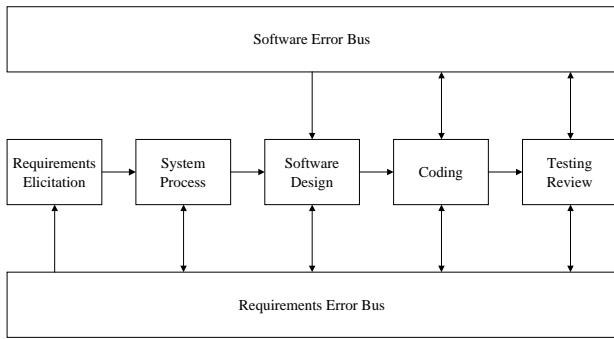 Software Error Bus
Requirements
Elicitation
System
Process
Software
Design
Coding
Testing
Review
Requirements Error Bus